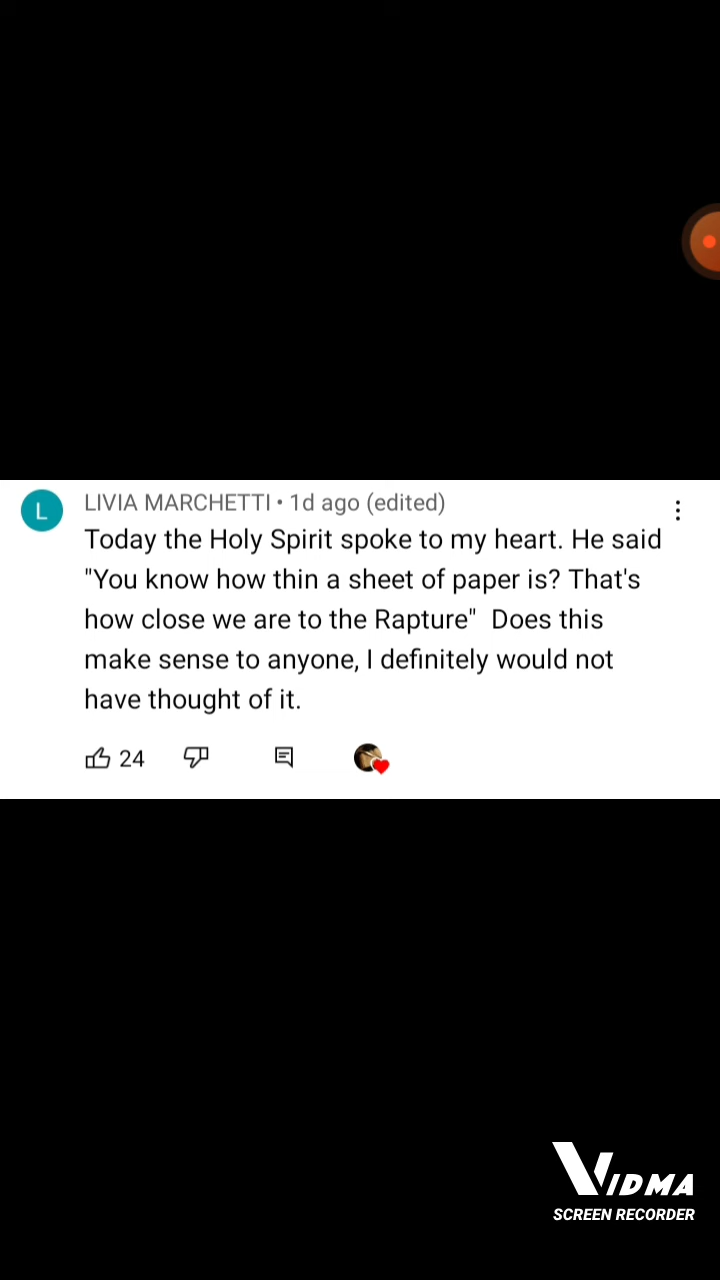 L
LIVIA MARCHETTI • 1d ago (edited)
Today the Holy Spirit spoke to my heart. He said
"You know how thin a sheet of paper is? That's
how close we are to the Rapture"  Does this
make sense to anyone, I definitely would not
have thought of it.
24
VIDMA
SCREEN RECORDER